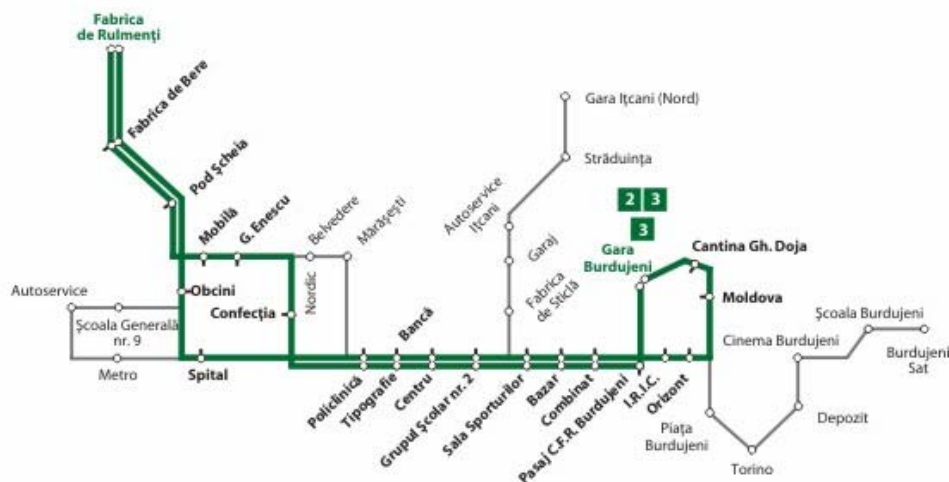 Fabrica
de Rulmenți
Fabrica de Bere
Pod Șcheia
Mobilă
G. Enescu
Belvedere
Mărășești
Nordic
Autoservice
Ițcani
Garaj
Fabrica
de Sticlă
Gara Ițcani (Nord)
Străduința
2 3
3
Gara
Burdujeni
Cantina Gh. Doja
Moldova
Autoservice
Școala Generală
nr. 9
Metro
Obcini
Confecția
Spital
Bancă
Policlinică
Tipografie
Centru
Grupul Școlar nr. 2
Sala Sporturilor
Bazar
Combinat
Pasaj C.F.R. Burdujeni
I.R.I.C.
Orizont
Școala Burdujeni
Cinema Burdujeni
Burdujeni
Sat
Piața
Burdujeni
Depozit
Torino